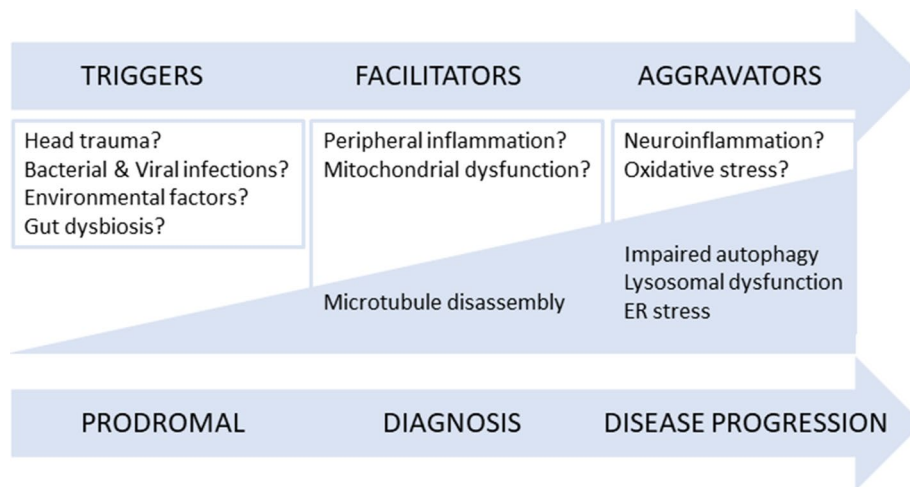 TRIGGERS
FACILITATORS
AGGRAVATORS
Head trauma?
Bacterial & Viral infections?
Environmental factors?
Gut dysbiosis?
Peripheral inflammation?
Mitochondrial dysfunction?
Microtubule disassembly
Neuroinflammation?
Oxidative stress?
Impaired autophagy
Lysosomal dysfunction
ER stress
PRODROMAL
DIAGNOSIS
DISEASE PROGRESSION